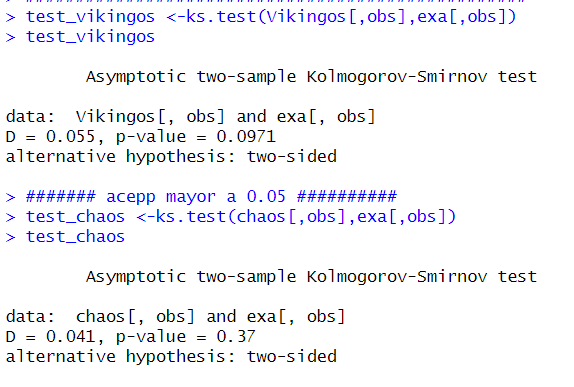 > test_vikingos <-ks.test(Vikingos[,obs],exa[,obs])
> test_vikingos
Asymptotic two-sample Kolmogorov-Smirnov test
data: Vikingos[, obs] and exa[, obs]
D = 0.055, p-value = 0.0971
alternative hypothesis: two-sided
> ####### acepp mayor a 0.05 ##########
> test_chaos <-ks.test(chaos[,obs],exa[,obs])
> test_chaos
Asymptotic two-sample Kolmogorov-Smirnov test
data: chaos[, obs] and exa[, obs]
D = 0.041, p-value = 0.37
alternative hypothesis: two-sided